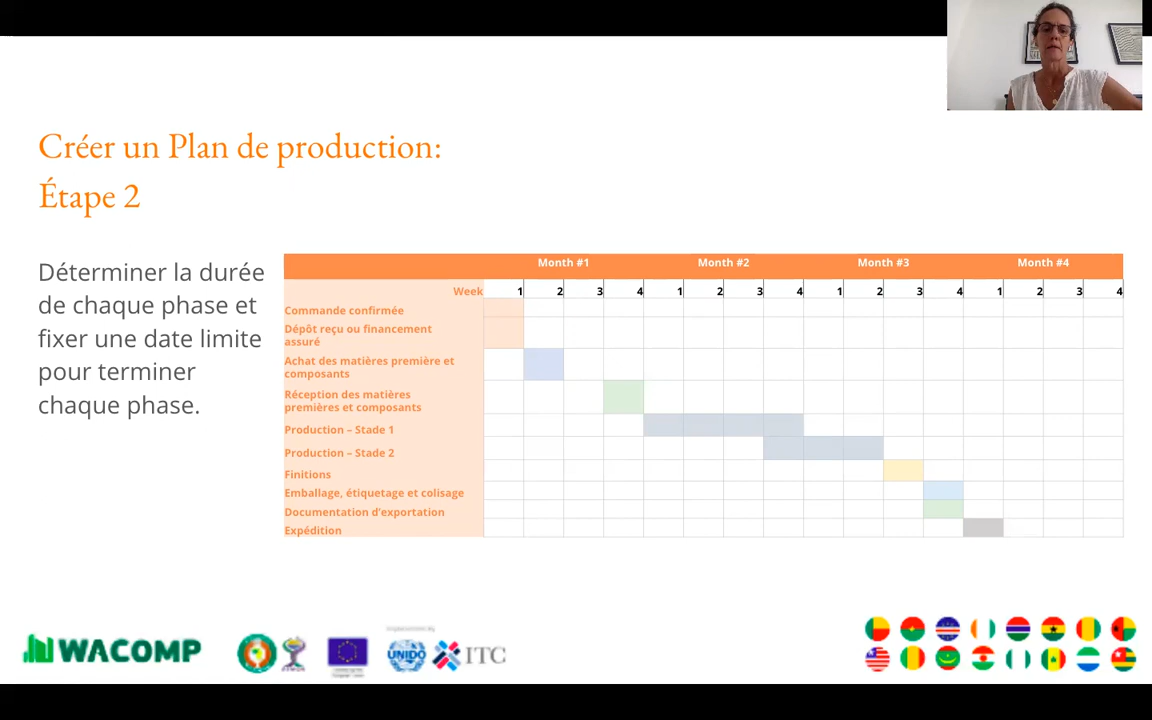 Créer un Plan de production:
Étape 2
Déterminer la durée
de chaque phase et
fixer une date limite
pour terminer
chaque phase.
Month #1 Month #2 Month #3 Month #4
Week 1 2 3 4 1 2 3 4 1 2 3 4 1 2 3 4
Commande confirmée
Dépôt reçu ou financement
assuré
Achat des matières première et
composants
Réception des matières
premières et composants
Production – Stade 1
Production – Stade 2
Finitions
Emballage, étiquetage et colisage
Documentation d'exportation
Expédition
WACOMP
UNIDO
ITC